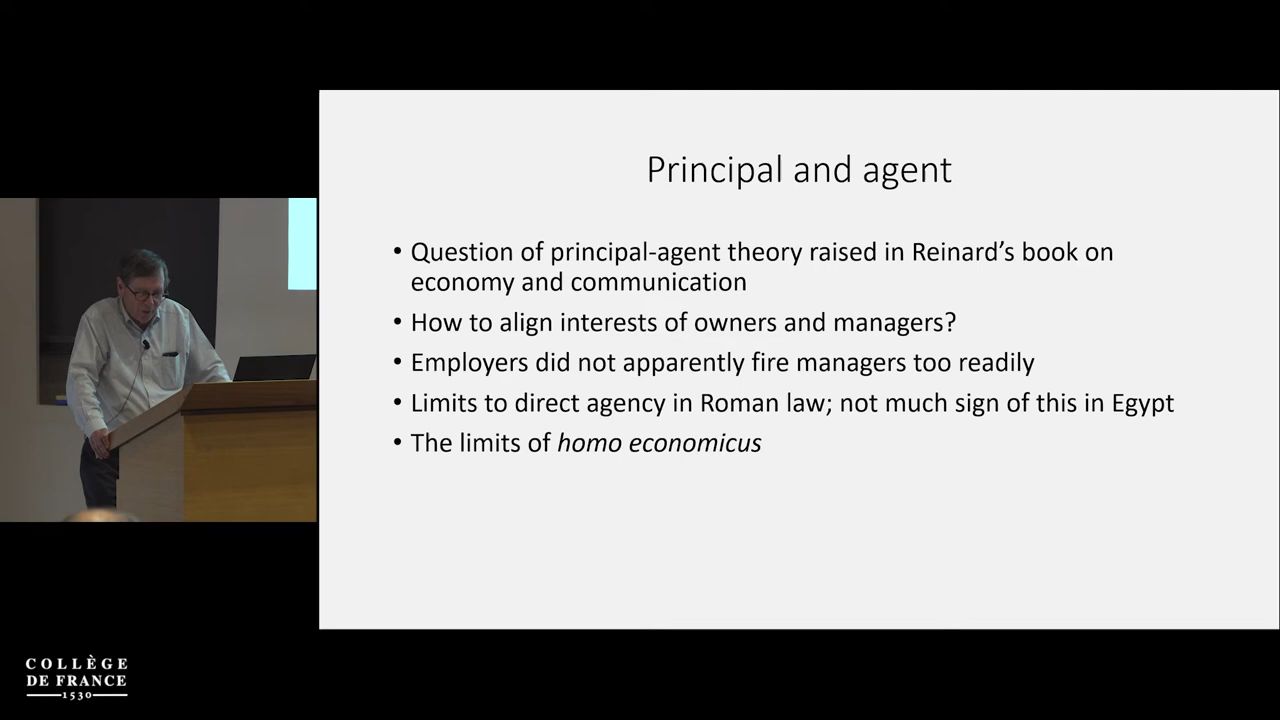 Principal and agent
• Question of principal-agent theory raised in Reinard’s book on
economy and communication
• How to align interests of owners and managers?
• Employers did not apparently fire managers too readily
• Limits to direct agency in Roman law; not much sign of this in Egypt
• The limits of homo economicus
COLLÈGE
DE FRANCE
1530